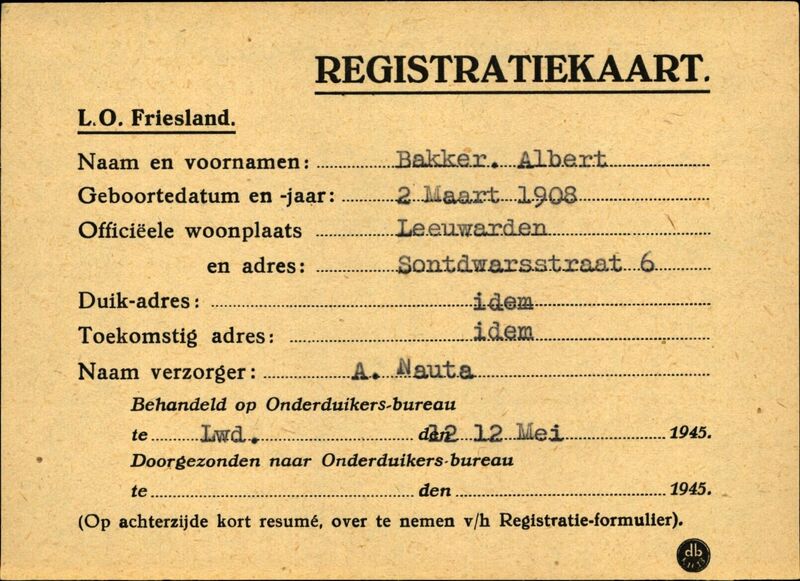 REGISTRATIEKAART.
L.O. Friesland.
Naam en voornamen: Bakker. Albert
Geboortedatum en -jaar: 2 Maart 1908
Officiëele woonplaats Leeuwarden
en adres: Sontdwarsstraat 6
Duik-adres: idem
Toekomstig adres: idem
Naam verzorger: A. Nauta
Behandeld op Onderduikers-bureau
te Lwd. den 12 12 Mei 1945.
Doorgezonden naar Onderduikers-bureau
te den 1945.
(Op achterzijde kort resumé, over te nemen v/h Registratie-formulier).
db